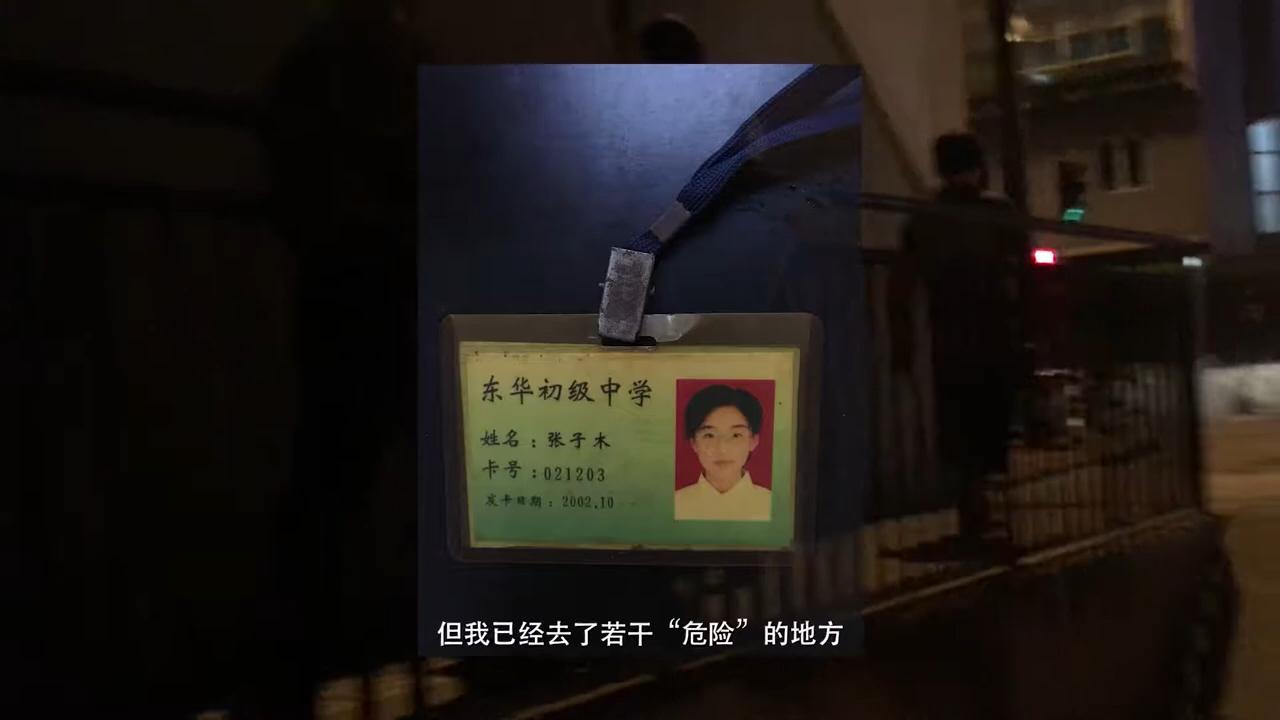 东华初级中学
姓名：张子木
卡号：021203
发卡日期：2002.10
但我已经去了若干“危险”的地方